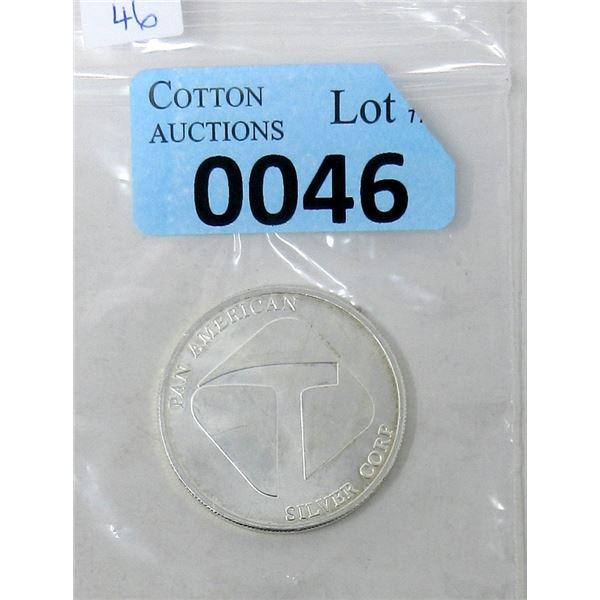 46
COTTON
AUCTIONS
Lot
0046
PAN AMERICAN
SILVER CORP